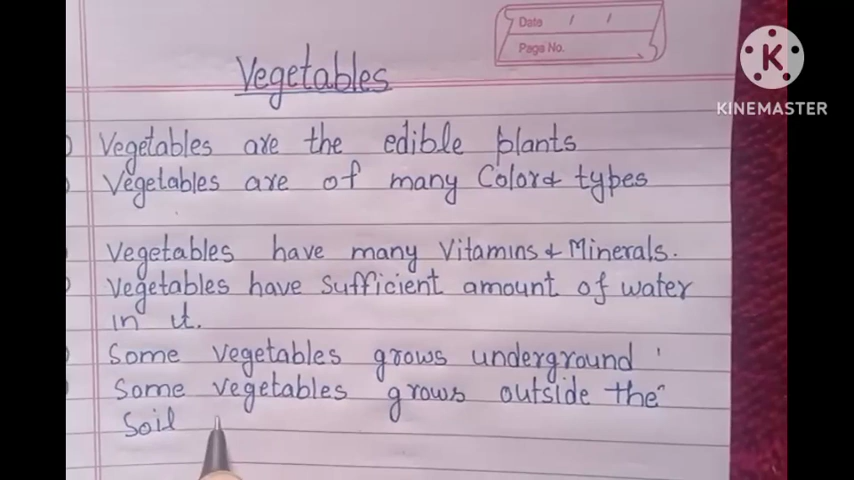 Date / /
Page No.
KINEMASTER
Vegetables
Vegetables are the edible plants
Vegetables are of many Color & types
Vegetables have many Vitamins & Minerals.
Vegetables have sufficient amount of water
in it.
Some vegetables grows underground
Some vegetables grows outside the
Soil